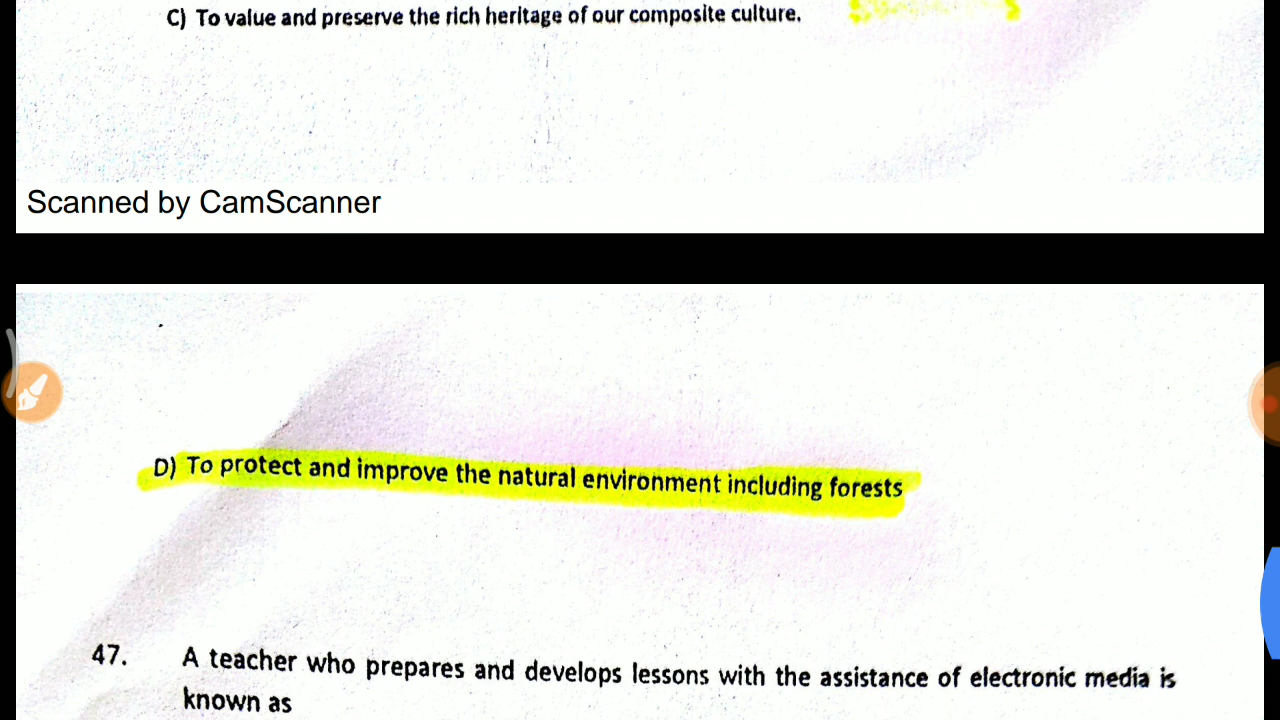 C) To value and preserve the rich heritage of our composite culture.
Scanned by CamScanner
D) To protect and improve the natural environment including forests
47. A teacher who prepares and develops lessons with the assistance of electronic media is
known as